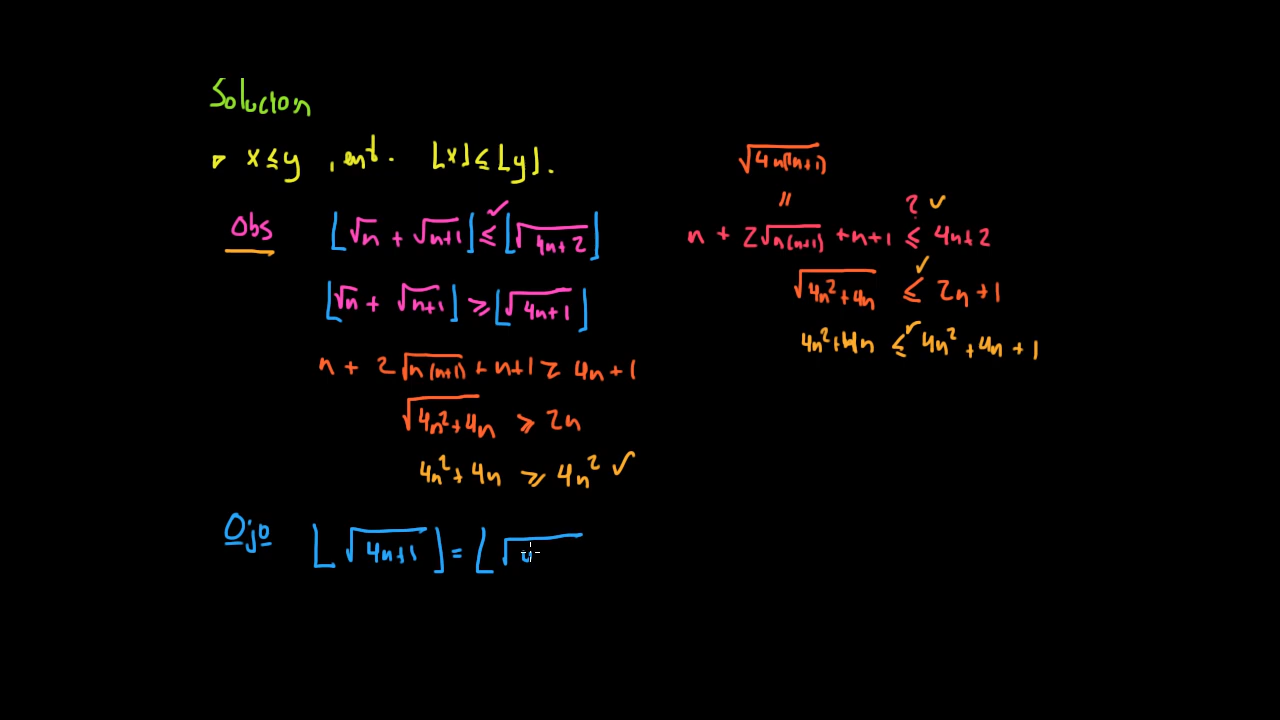 Solucion
▹ x ≤ y , ent. ⌊x⌋ ≤ ⌊y⌋.
Obs ⌊√n + √(n+1)⌋ ≤ ✓ ⌊√(4n+2)⌋
⌊√n + √(n+1)⌋ ≥ ⌊√(4n+1)⌋
n + 2√(n(n+1)) + n+1 ≥ 4n+1
√(4n²+4n) ≥ 2n
4n²+4n ≥ 4n² ✓
Ojo ⌊√(4n+1)⌋ = ⌊√
√(4n(n+1))
= ? ✓
n + 2√(n(n+1)) + n+1 ≤ 4n+2
√(4n²+4n) ≤ ✓ 2n+1
4n²+4n ≤ ✓ 4n²+4n+1